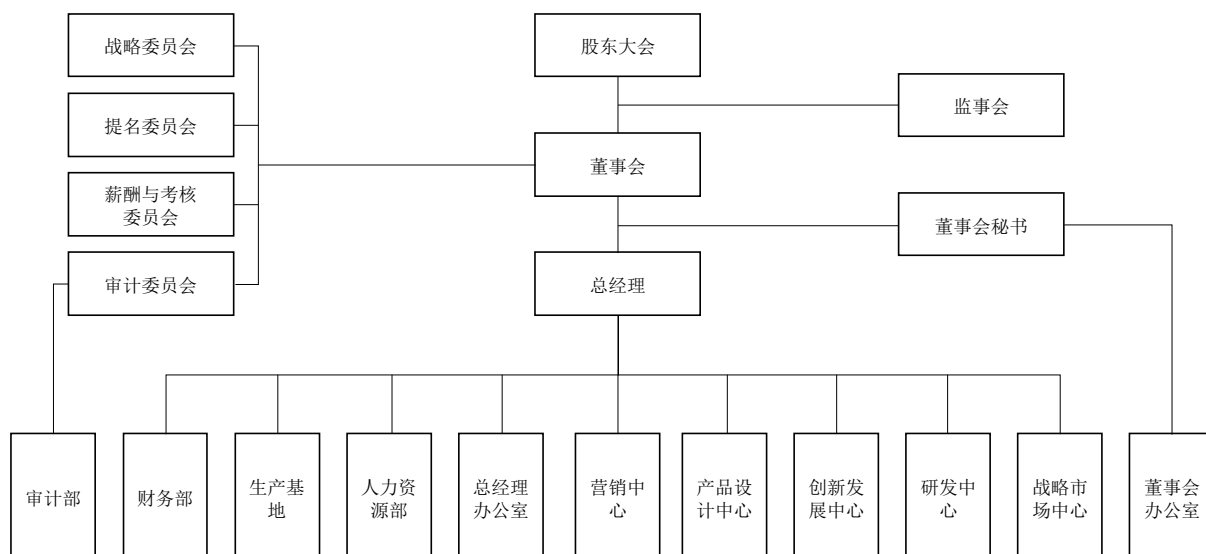 战略委员会
股东大会
监事会
提名委员会
董事会
薪酬与考核
委员会
董事会秘书
审计委员会
总经理
审计部
财务部
生产基
地
人力资
源部
总经理
办公室
营销中
心
产品设
计中心
创新发
展中心
研发中
心
战略市
场中心
董事会
办公室